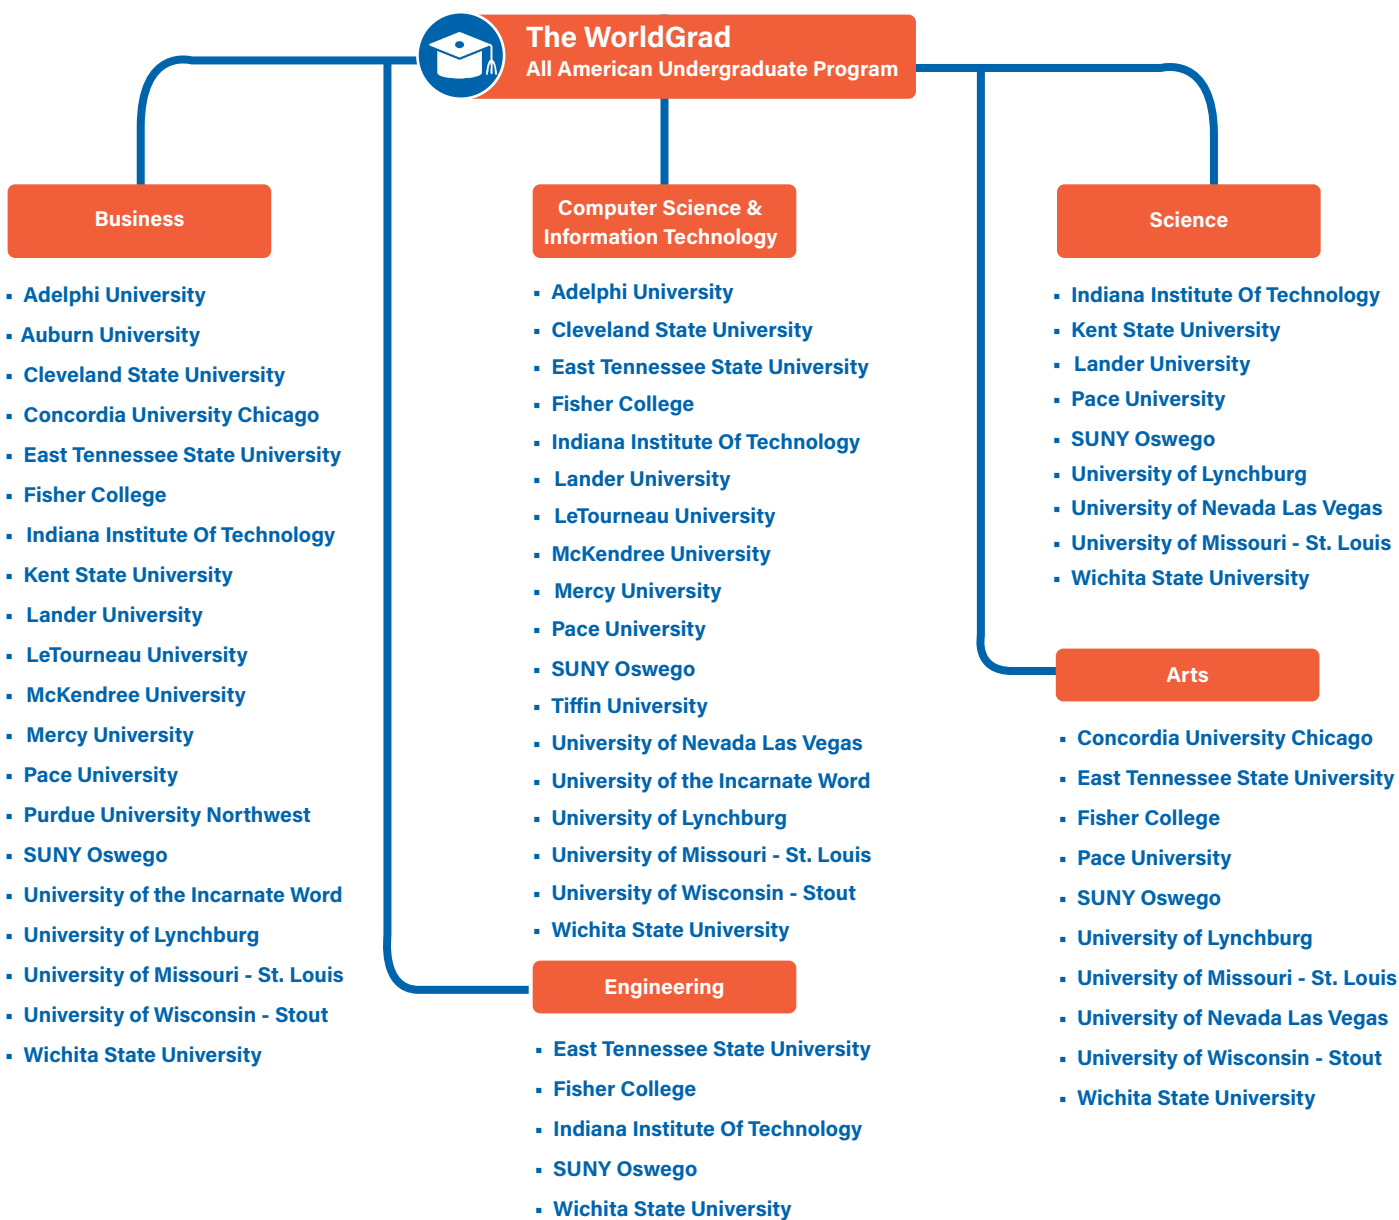 The WorldGrad
All American Undergraduate Program
Business
▪ Adelphi University
▪ Auburn University
▪ Cleveland State University
▪ Concordia University Chicago
▪ East Tennessee State University
▪ Fisher College
▪ Indiana Institute Of Technology
▪ Kent State University
▪ Lander University
▪ LeTourneau University
▪ McKendree University
▪ Mercy University
▪ Pace University
▪ Purdue University Northwest
▪ SUNY Oswego
▪ University of the Incarnate Word
▪ University of Lynchburg
▪ University of Missouri - St. Louis
▪ University of Wisconsin - Stout
▪ Wichita State University
Computer Science &
Information Technology
▪ Adelphi University
▪ Cleveland State University
▪ East Tennessee State University
▪ Fisher College
▪ Indiana Institute Of Technology
▪ Lander University
▪ LeTourneau University
▪ McKendree University
▪ Mercy University
▪ Pace University
▪ SUNY Oswego
▪ Tiffin University
▪ University of Nevada Las Vegas
▪ University of the Incarnate Word
▪ University of Lynchburg
▪ University of Missouri - St. Louis
▪ University of Wisconsin - Stout
▪ Wichita State University
Engineering
▪ East Tennessee State University
▪ Fisher College
▪ Indiana Institute Of Technology
▪ SUNY Oswego
▪ Wichita State University
Science
▪ Indiana Institute Of Technology
▪ Kent State University
▪ Lander University
▪ Pace University
▪ SUNY Oswego
▪ University of Lynchburg
▪ University of Nevada Las Vegas
▪ University of Missouri - St. Louis
▪ Wichita State University
Arts
▪ Concordia University Chicago
▪ East Tennessee State University
▪ Fisher College
▪ Pace University
▪ SUNY Oswego
▪ University of Lynchburg
▪ University of Missouri - St. Louis
▪ University of Nevada Las Vegas
▪ University of Wisconsin - Stout
▪ Wichita State University